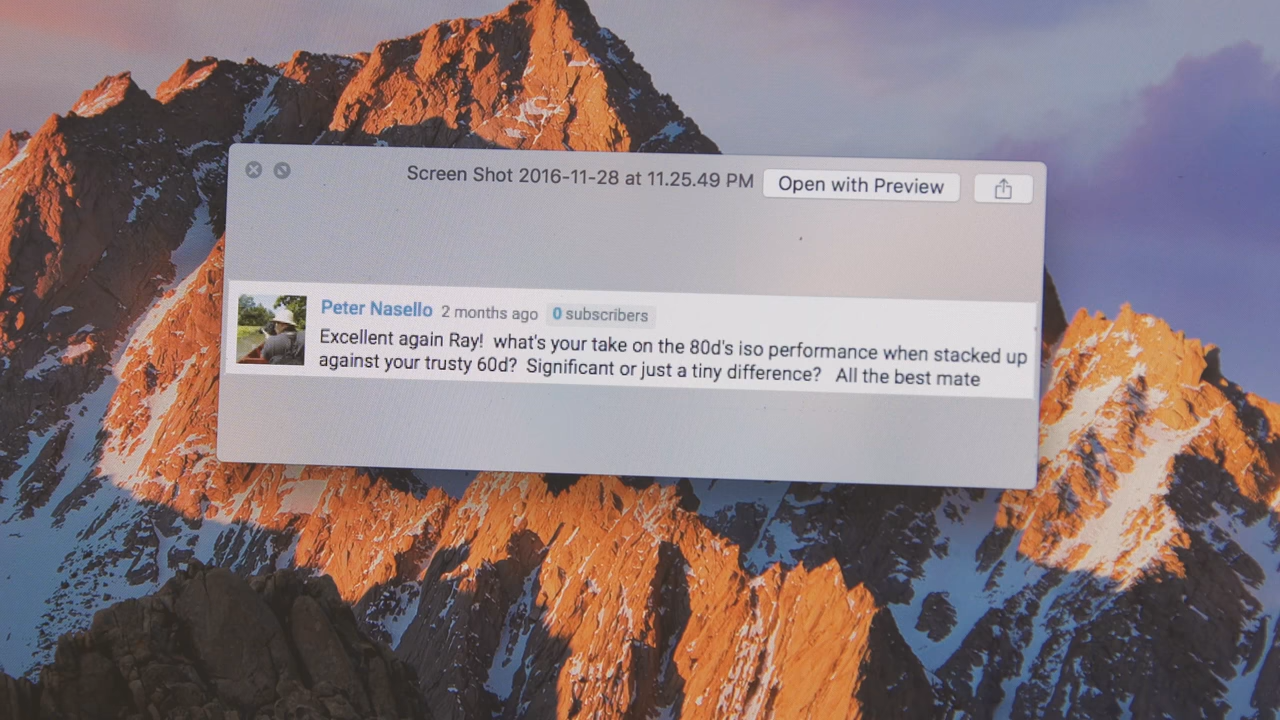 Screen Shot 2016-11-28 at 11.25.49 PM Open with Preview
Peter Nasello 2 months ago 0 subscribers
Excellent again Ray!  what's your take on the 80d's iso performance when stacked up
against your trusty 60d?  Significant or just a tiny difference?   All the best mate